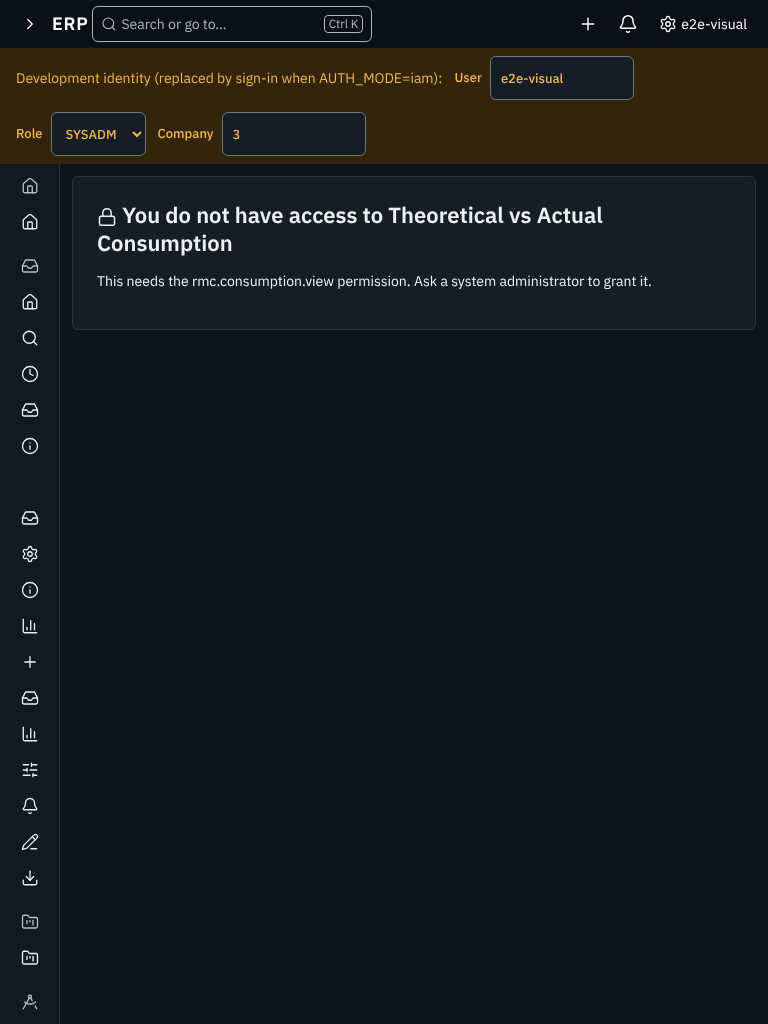 ERP
Search or go to...
Ctrl K
e2e-visual
Development identity (replaced by sign-in when AUTH_MODE=iam):
User
e2e-visual
Role
SYSADM
Company
3
You do not have access to Theoretical vs Actual
Consumption
This needs the rmc.consumption.view permission. Ask a system administrator to grant it.